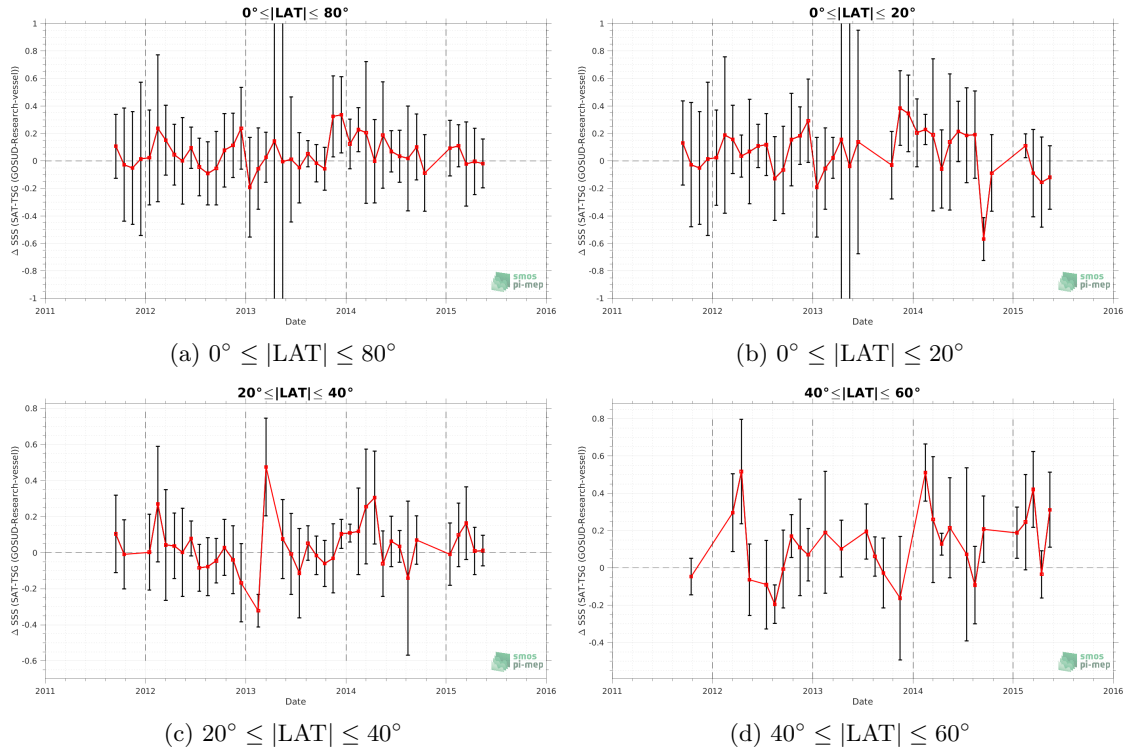 0°≤|LAT|≤ 80°
Δ SSS (SAT-TSG (GOSUD-Research-vessel))
1
0.8
0.6
0.4
0.2
0
-0.2
-0.4
-0.6
-0.8
-1
2011 2012 2013 2014 2015 2016
Date
smos
pi-mep
(a) 0° ≤ |LAT| ≤ 80°
0°≤|LAT|≤ 20°
Δ SSS (SAT-TSG (GOSUD-Research-vessel))
1
0.8
0.6
0.4
0.2
0
-0.2
-0.4
-0.6
-0.8
-1
2011 2012 2013 2014 2015 2016
Date
smos
pi-mep
(b) 0° ≤ |LAT| ≤ 20°
20°≤|LAT|≤ 40°
Δ SSS (SAT-TSG (GOSUD-Research-vessel))
0.8
0.6
0.4
0.2
0
-0.2
-0.4
-0.6
2011 2012 2013 2014 2015 2016
Date
smos
pi-mep
(c) 20° ≤ |LAT| ≤ 40°
40°≤|LAT|≤ 60°
Δ SSS (SAT-TSG (GOSUD-Research-vessel))
0.8
0.6
0.4
0.2
0
-0.2
-0.4
2011 2012 2013 2014 2015 2016
Date
smos
pi-mep
(d) 40° ≤ |LAT| ≤ 60°